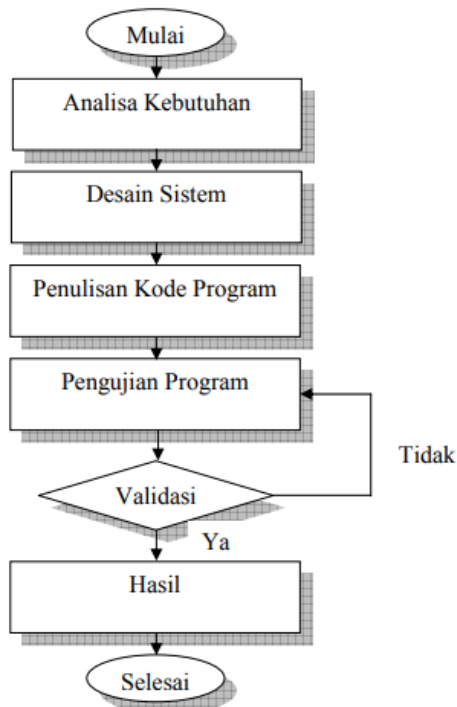 Mulai
Analisa Kebutuhan
Desain Sistem
Penulisan Kode Program
Pengujian Program
Tidak
Validasi
Ya
Hasil
Selesai